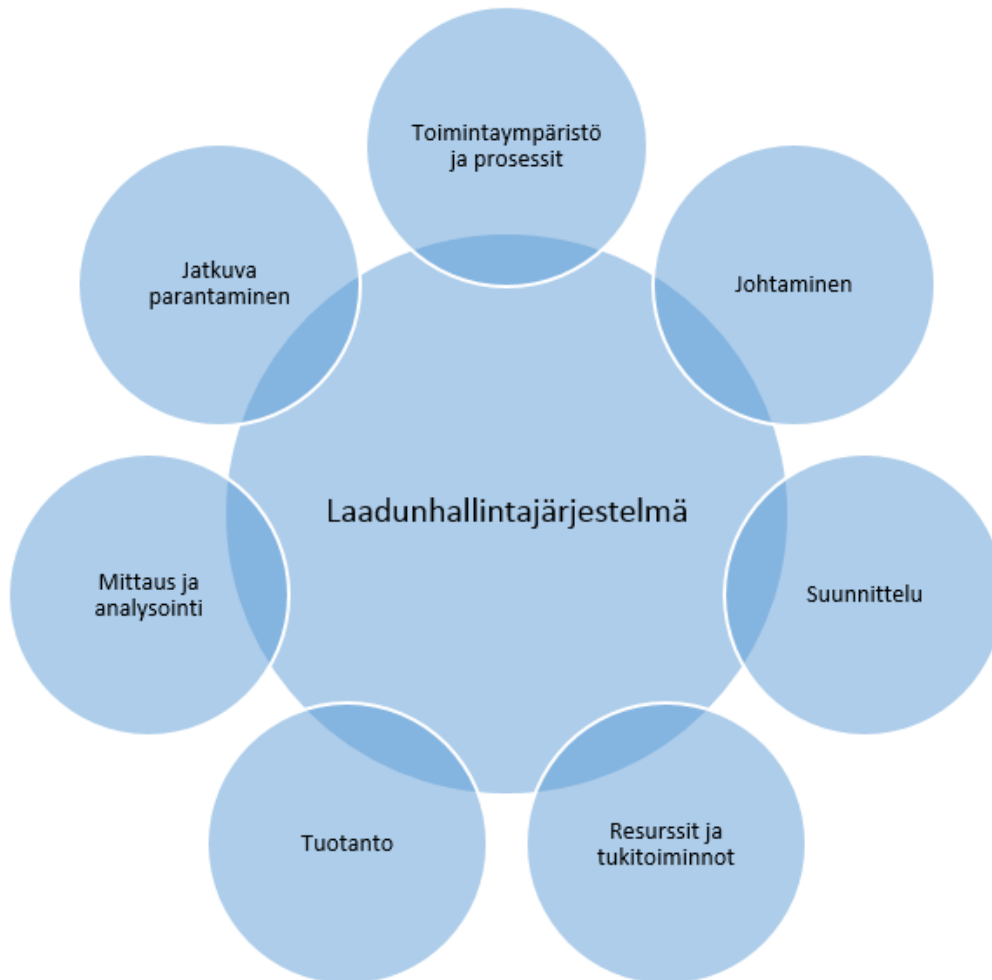 Toimintaympäristö
ja prosessit
Johtaminen
Suunnittelu
Resurssit ja
tukitoiminnot
Tuotanto
Mittaus ja
analysointi
Jatkuva
parantaminen
Laadunhallintajärjestelmä